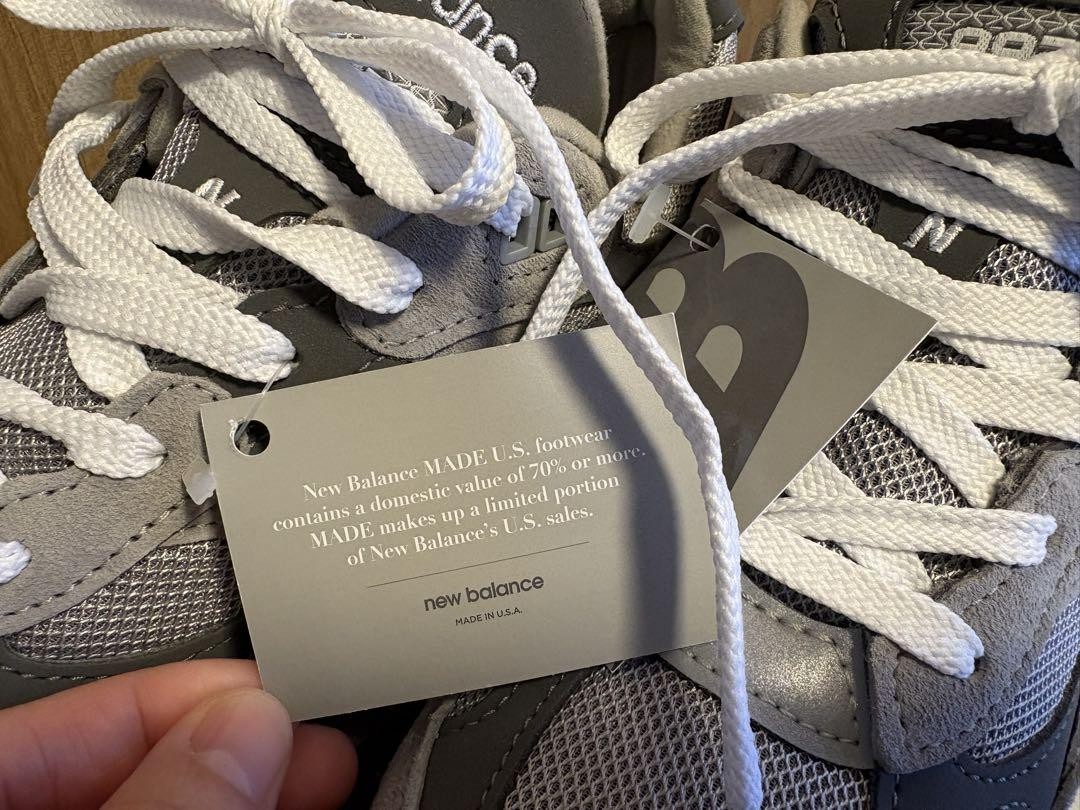 N
N
New Balance MADE U.S. footwear
contains a domestic value of 70% or more.
MADE makes up a limited portion
of New Balance's U.S. sales.
new balance
MADE IN U.S.A.